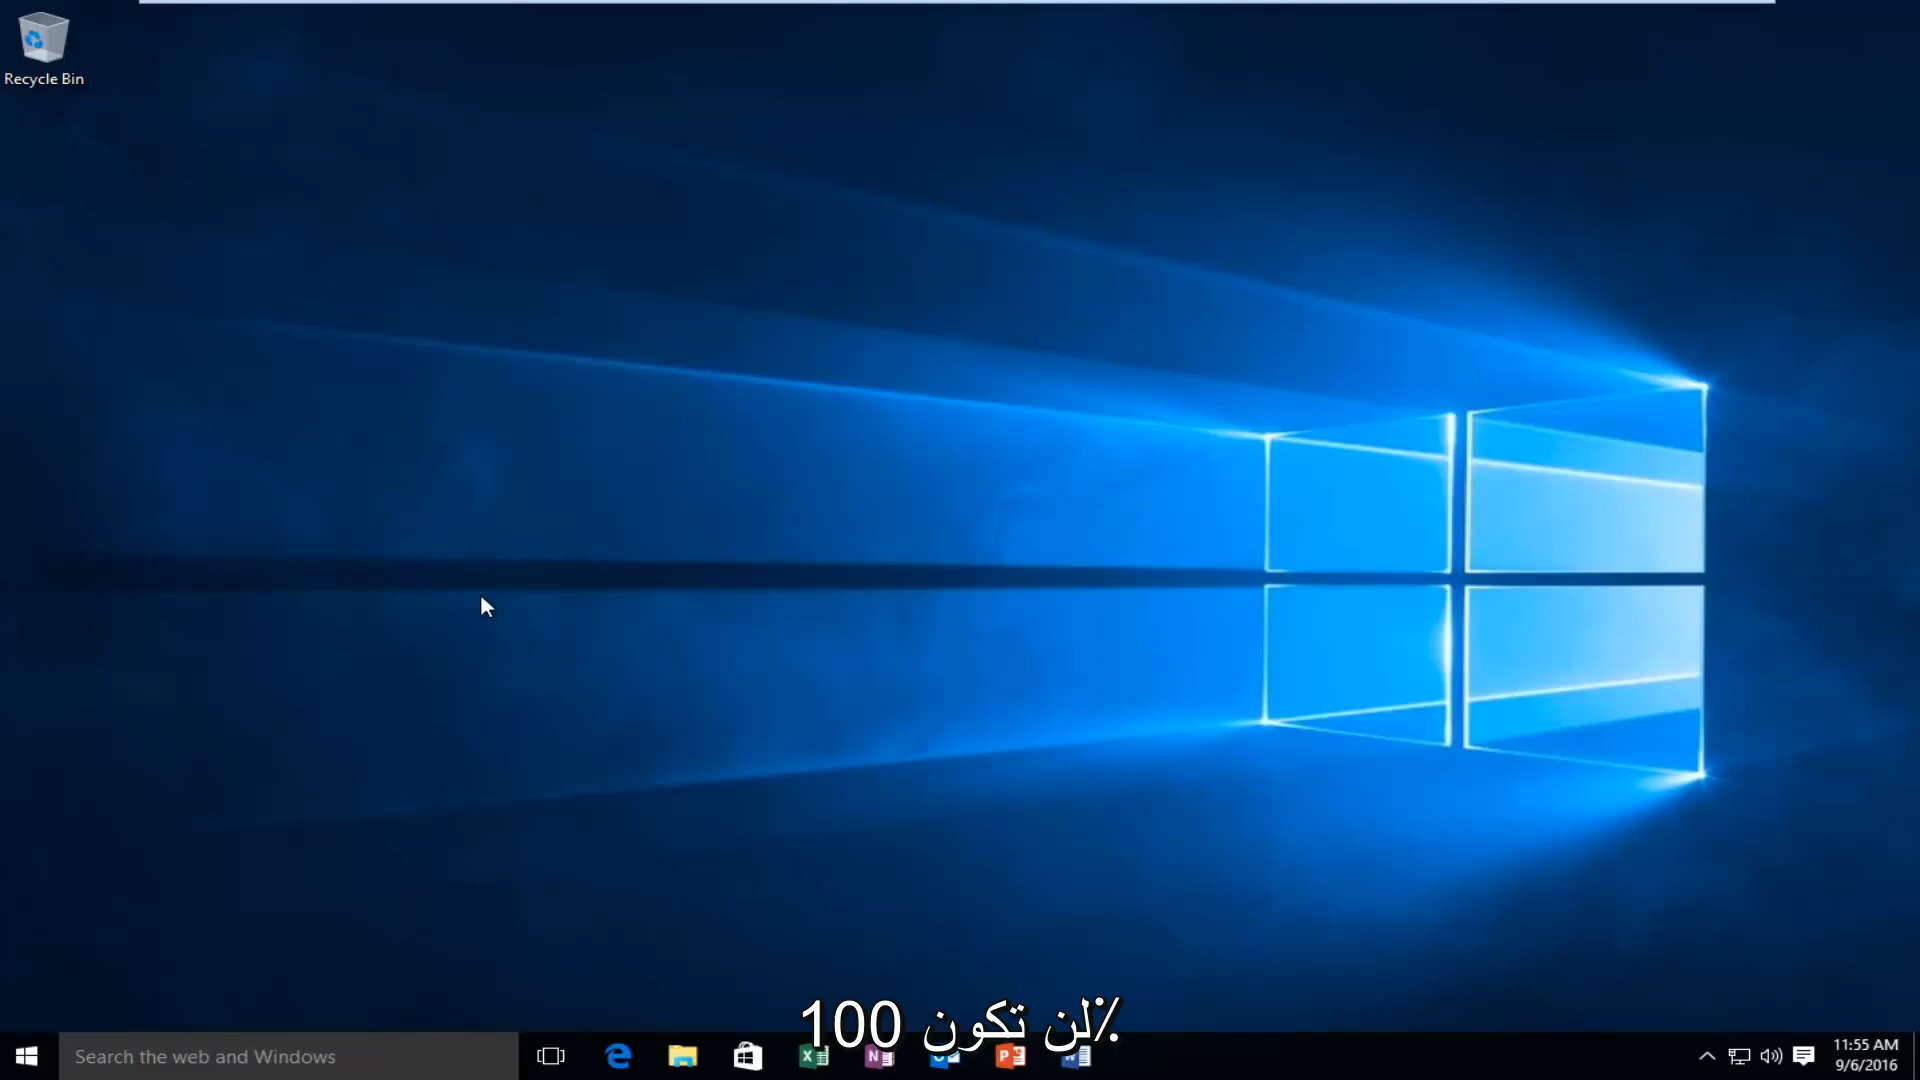 Recycle Bin
لن تكون 100٪
Search the web and Windows
11:55 AM
9/6/2016